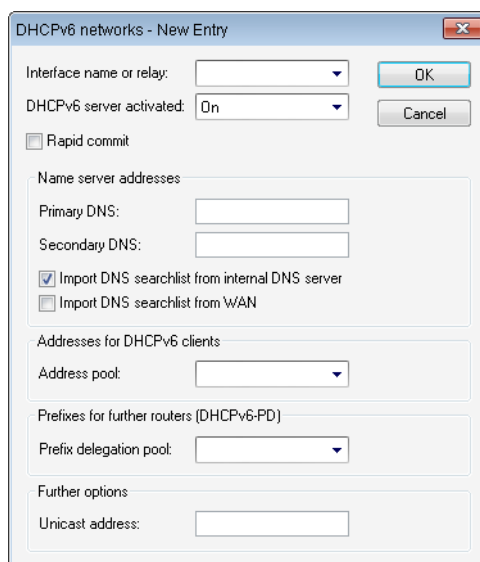 DHCPv6 networks - New Entry
Interface name or relay:
OK
DHCPv6 server activated: On
Cancel
Rapid commit
Name server addresses
Primary DNS:
Secondary DNS:
Import DNS searchlist from internal DNS server
Import DNS searchlist from WAN
Addresses for DHCPv6 clients
Address pool:
Prefixes for further routers (DHCPv6-PD)
Prefix delegation pool:
Further options
Unicast address: